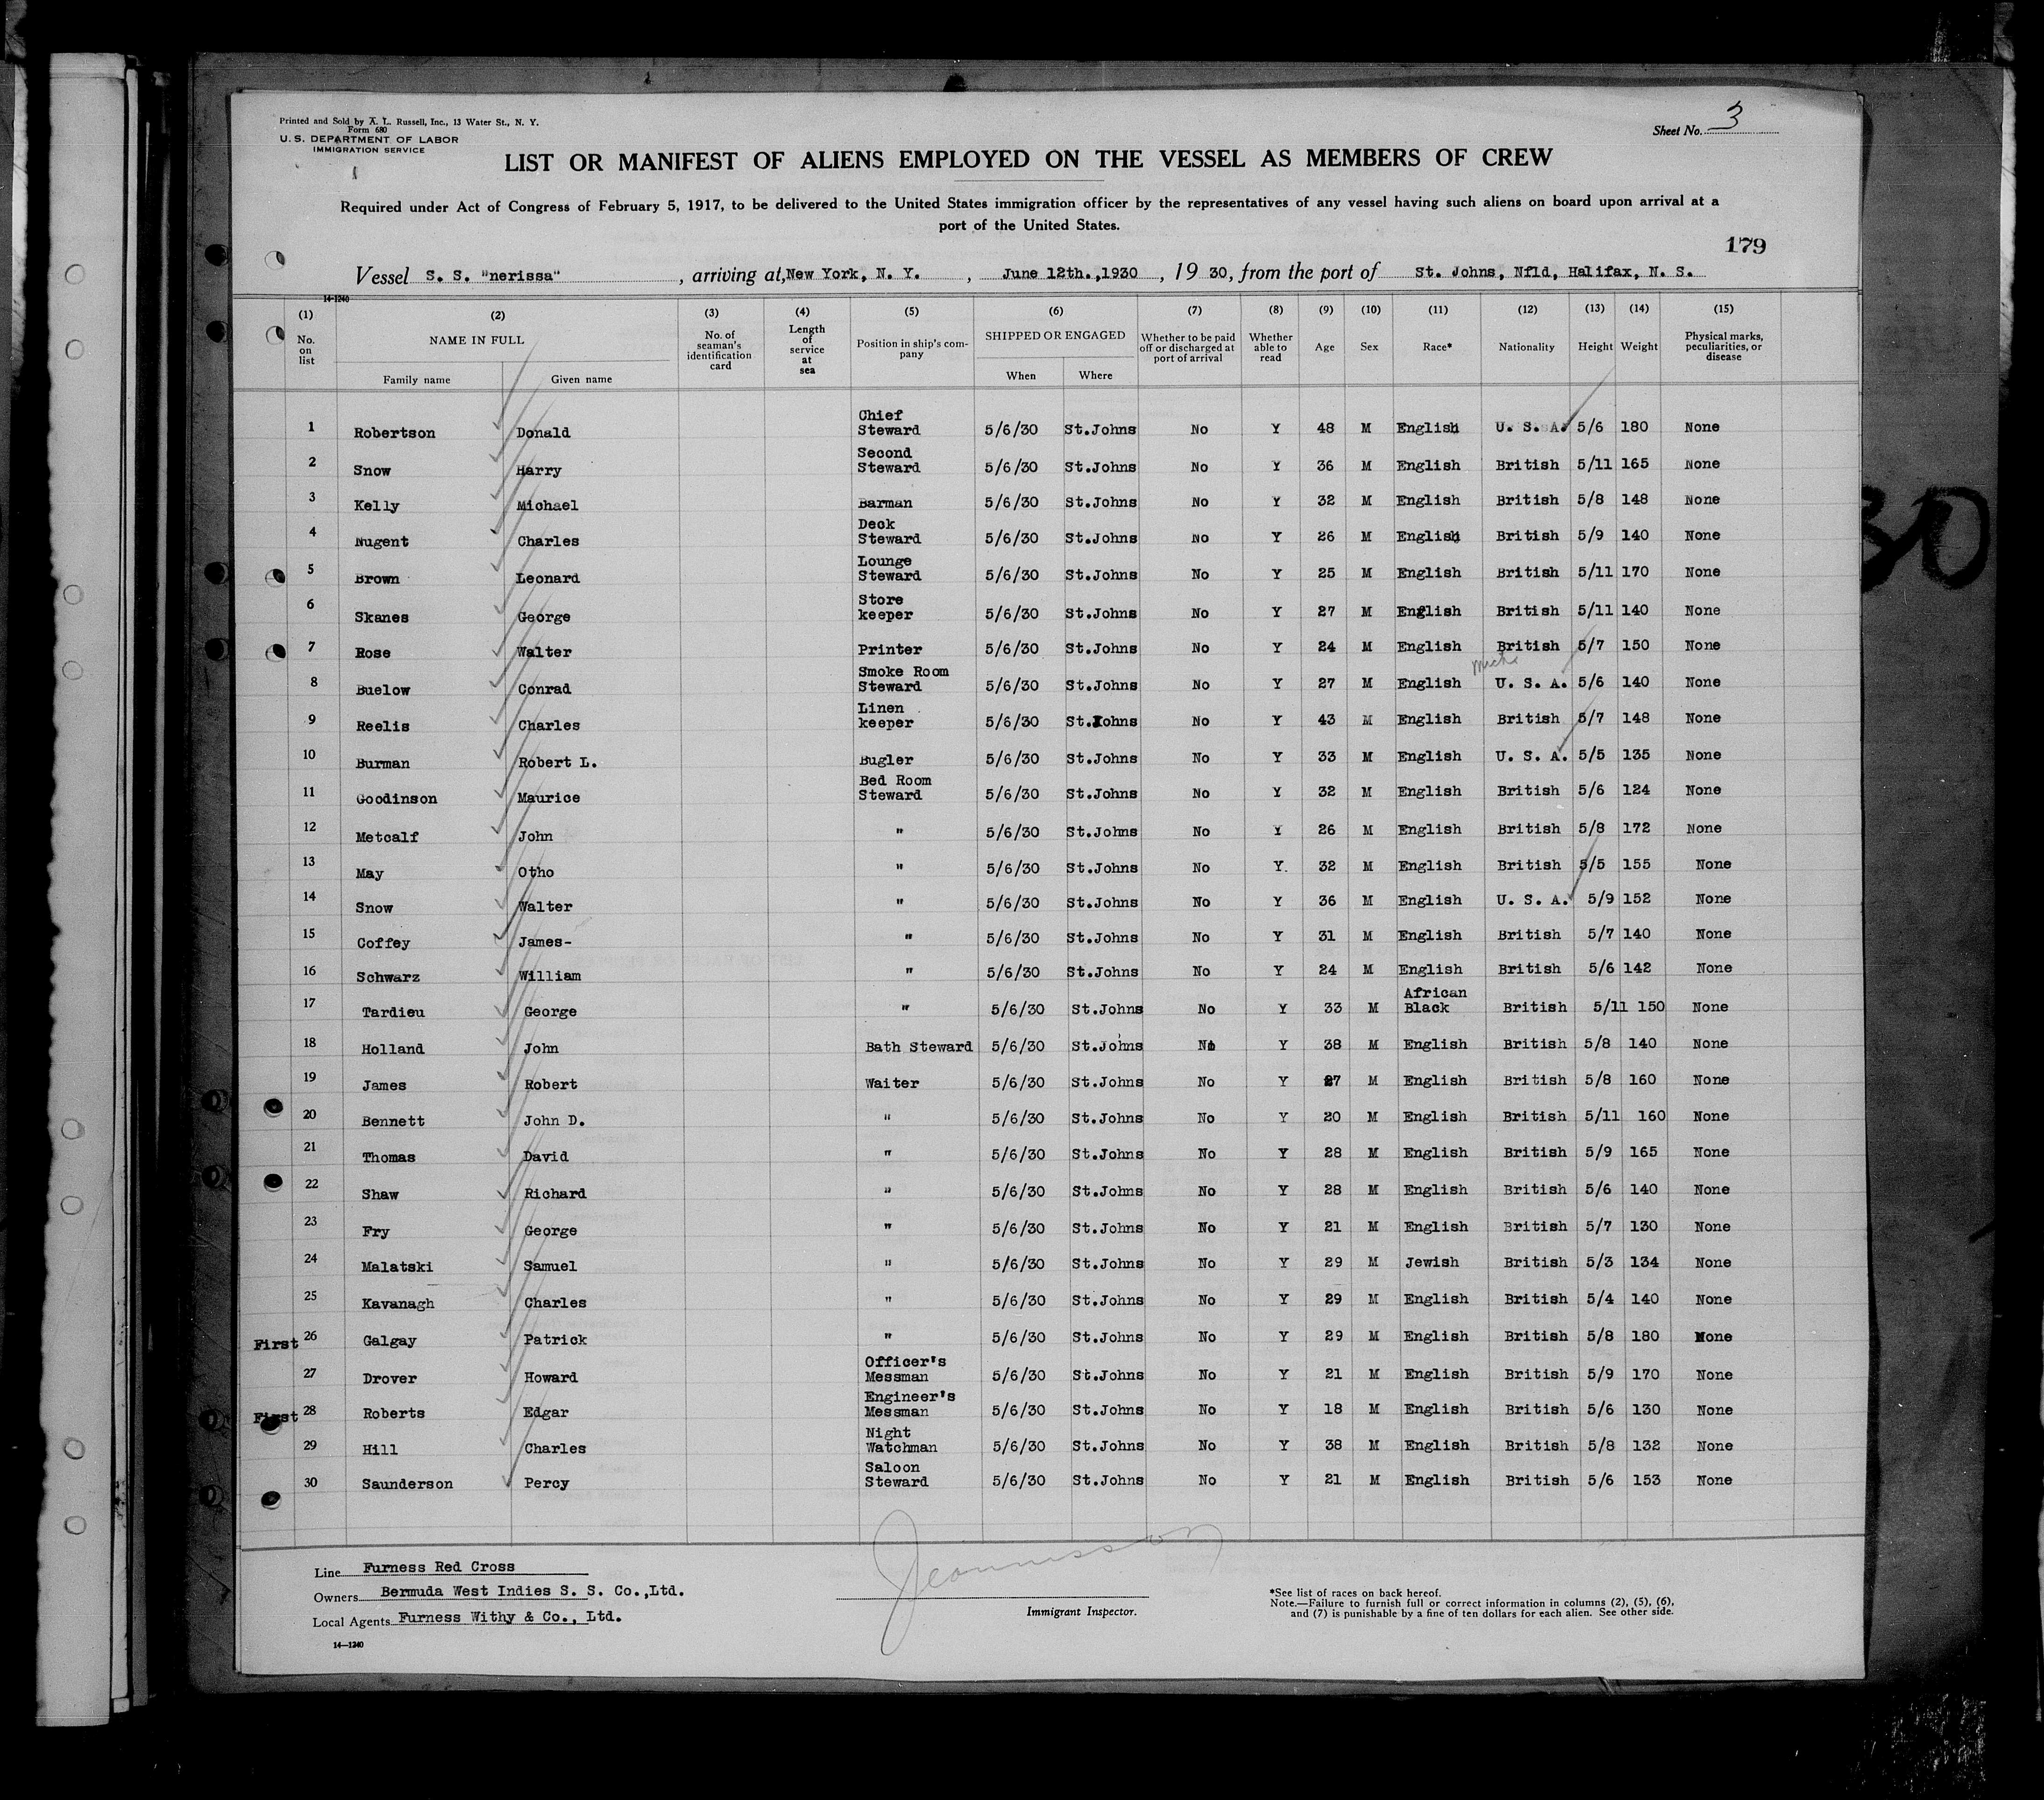 Printed and Sold by A. L. Russell, Inc., 13 Water St., N. Y.
Form 680
U. S. DEPARTMENT OF LABOR
IMMIGRATION SERVICE
Sheet No. 3
LIST OR MANIFEST OF ALIENS EMPLOYED ON THE VESSEL AS MEMBERS OF CREW
Required under Act of Congress of February 5, 1917, to be delivered to the United States immigration officer by the representatives of any vessel having such aliens on board upon arrival at a
port of the United States.
179
Vessel S. S. "nerissa" , arriving at, New York, N. Y. , June 12th.,1930 , 19 30, from the port of St. Johns, Nfld, Halifax, N. S.
14-1240
(1) (2) (3) (4) (5) (6) (7) (8) (9) (10) (11) (12) (13) (14) (15)
No. on list NAME IN FULL Family name Given name No. of seaman's identification card Length of service at sea Position in ship's company SHIPPED OR ENGAGED When Where Whether to be paid off or discharged at port of arrival Whether able to read Age Sex Race* Nationality Height Weight Physical marks, peculiarities, or disease
1 Robertson Donald Chief Steward 5/6/30 St.Johns No Y 48 M English U. S. A. 5/6 180 None
2 Snow Harry Second Steward 5/6/30 St.Johns No Y 36 M English British 5/11 165 None
3 Kelly Michael Barman 5/6/30 St.Johns No Y 32 M English British 5/8 148 None
4 Nugent Charles Deck Steward 5/6/30 St.Johns No Y 26 M English British 5/9 140 None
5 Brown Leonard Lounge Steward 5/6/30 St.Johns No Y 25 M English British 5/11 170 None
6 Skanes George Store keeper 5/6/30 St.Johns No Y 27 M English British 5/11 140 None
7 Rose Walter Printer 5/6/30 St.Johns No Y 24 M English British 5/7 150 None
8 Buelow Conrad Smoke Room Steward 5/6/30 St.Johns No Y 27 M English U. S. A. 5/6 140 None
9 Reelis Charles Linen keeper 5/6/30 St.Johns No Y 43 M English British 5/7 148 None
10 Burman Robert L. Bugler 5/6/30 St.Johns No Y 33 M English U. S. A. 5/5 135 None
11 Goodinson Maurice Bed Room Steward 5/6/30 St.Johns No Y 32 M English British 5/6 124 None
12 Metcalf John " 5/6/30 St.Johns No Y 26 M English British 5/8 172 None
13 May Otho " 5/6/30 St.Johns No Y. 32 M English British 5/5 155 None
14 Snow Walter " 5/6/30 St.Johns No Y 36 M English U. S. A. 5/9 152 None
15 Coffey James- " 5/6/30 St.Johns No Y 31 M English British 5/7 140 None
16 Schwarz William " 5/6/30 St.Johns No Y 24 M English British 5/6 142 None
17 Tardieu George " 5/6/30 St.Johns No Y 33 M African Black British 5/11 150 None
18 Holland John Bath Steward 5/6/30 St.Johns No Y 38 M English British 5/8 140 None
19 James Robert Waiter 5/6/30 St.Johns No Y 27 M English British 5/8 160 None
20 Bennett John D. " 5/6/30 St.Johns No Y 20 M English British 5/11 160 None
21 Thomas David " 5/6/30 St.Johns No Y 28 M English British 5/9 165 None
22 Shaw Richard " 5/6/30 St.Johns No Y 28 M English British 5/6 140 None
23 Fry George " 5/6/30 St.Johns No Y 21 M English British 5/7 130 None
24 Malatski Samuel " 5/6/30 St.Johns No Y 29 M Jewish British 5/3 134 None
25 Kavanagh Charles " 5/6/30 St.Johns No Y 29 M English British 5/4 140 None
First 26 Galgay Patrick " 5/6/30 St.Johns No Y 29 M English British 5/8 180 None
27 Drover Howard Officer's Messman 5/6/30 St.Johns No Y 21 M English British 5/9 170 None
First 28 Roberts Edgar Engineer's Messman 5/6/30 St.Johns No Y 18 M English British 5/6 130 None
29 Hill Charles Night Watchman 5/6/30 St.Johns No Y 38 M English British 5/8 132 None
30 Saunderson Percy Saloon Steward 5/6/30 St.Johns No Y 21 M English British 5/6 153 None
Line Furness Red Cross
Owners Bermuda West Indies S. S. Co.,Ltd.
Local Agents Furness Withy & Co., Ltd.
14—1240
Immigrant Inspector.
*See list of races on back hereof.
Note.—Failure to furnish full or correct information in columns (2), (5), (6),
and (7) is punishable by a fine of ten dollars for each alien. See other side.
30